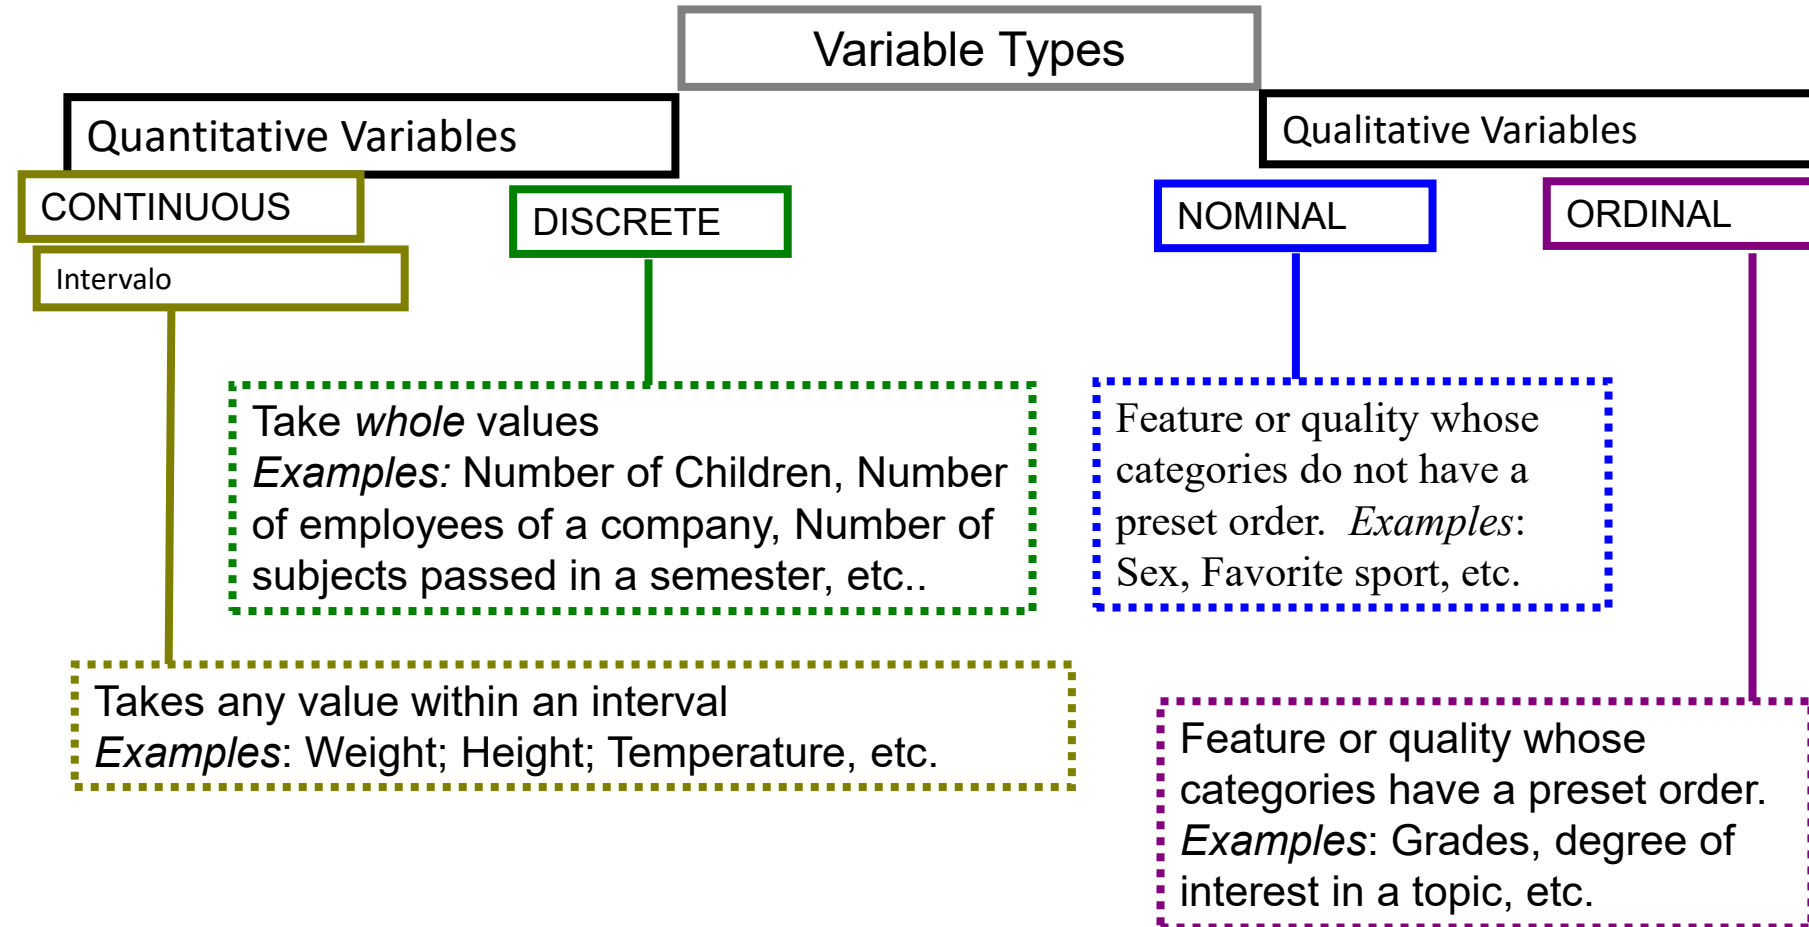 Variable Types
Quantitative Variables
Qualitative Variables
CONTINUOUS
DISCRETE
NOMINAL
ORDINAL
Intervalo
Take whole values
Examples: Number of Children, Number
of employees of a company, Number of
subjects passed in a semester, etc..
Feature or quality whose
categories do not have a
preset order. Examples:
Sex, Favorite sport, etc.
Takes any value within an interval
Examples: Weight; Height; Temperature, etc.
Feature or quality whose
categories have a preset order.
Examples: Grades, degree of
interest in a topic, etc.